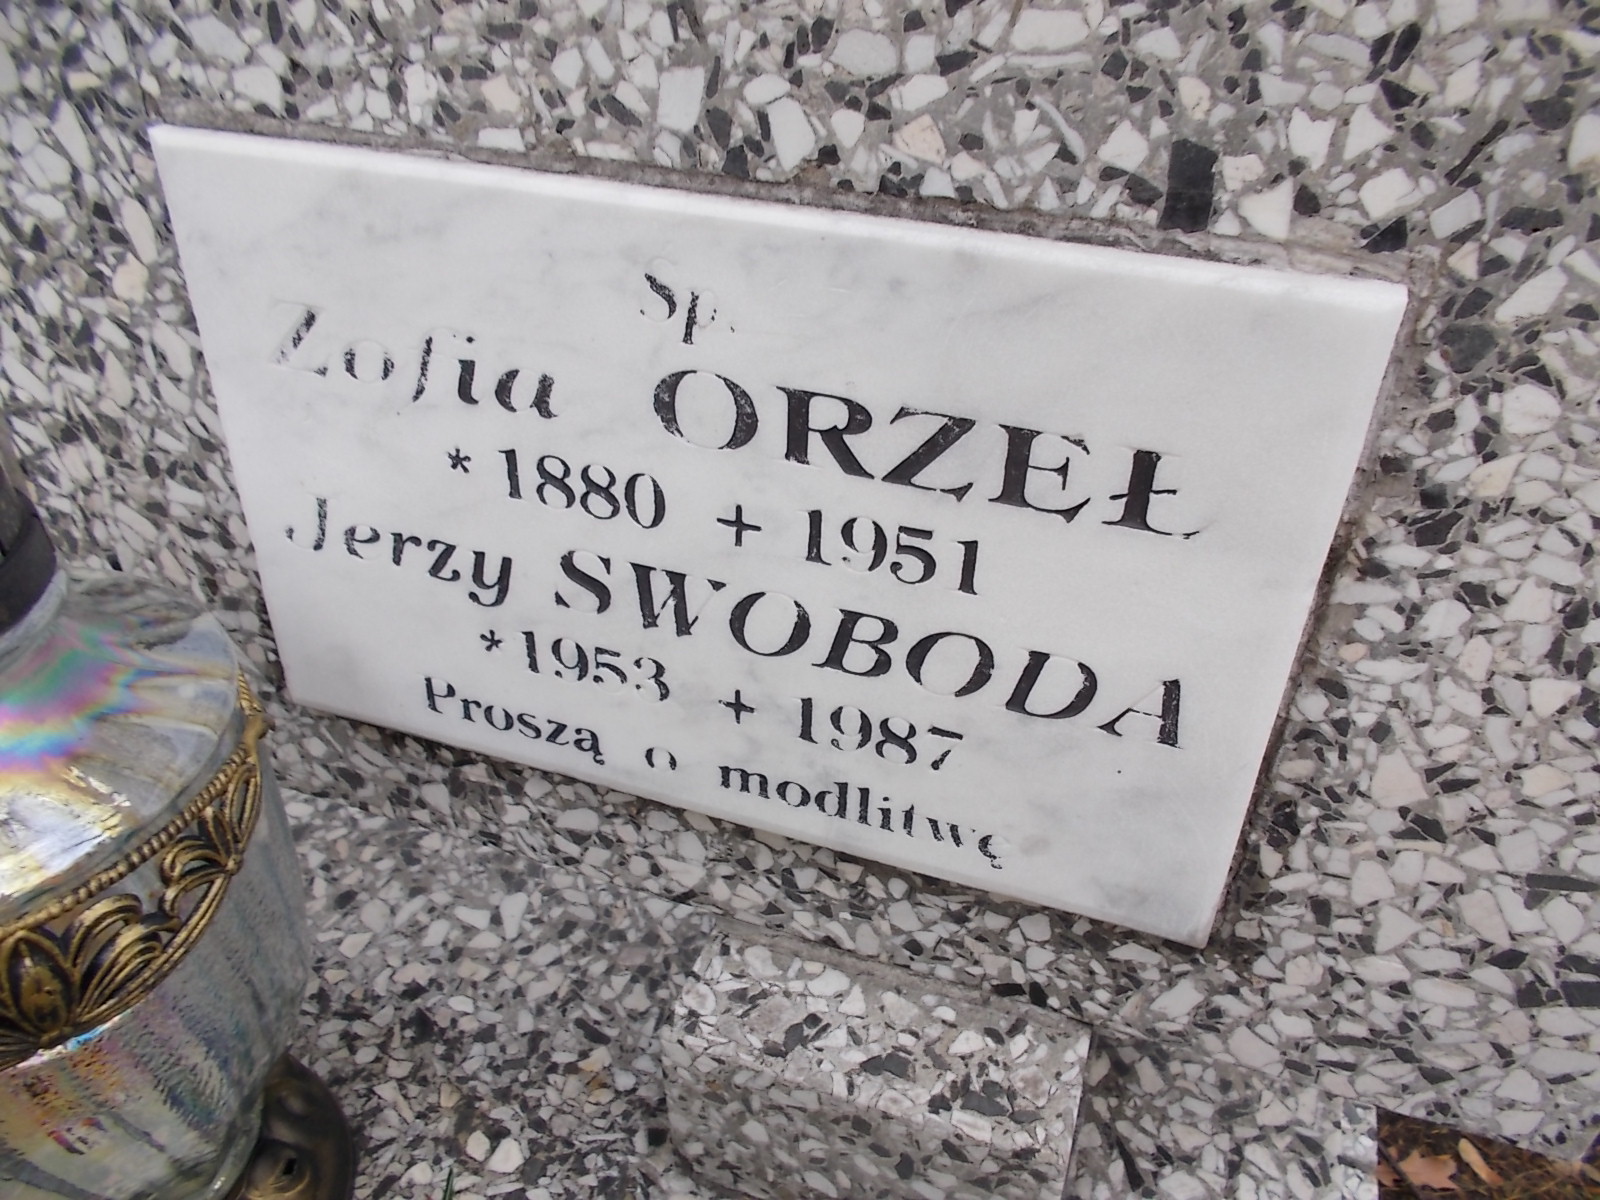 Sp.
Zofia ORZEŁ
* 1880 + 1951
Jerzy SWOBODA
* 1953 + 1987
Proszą o modlitwę